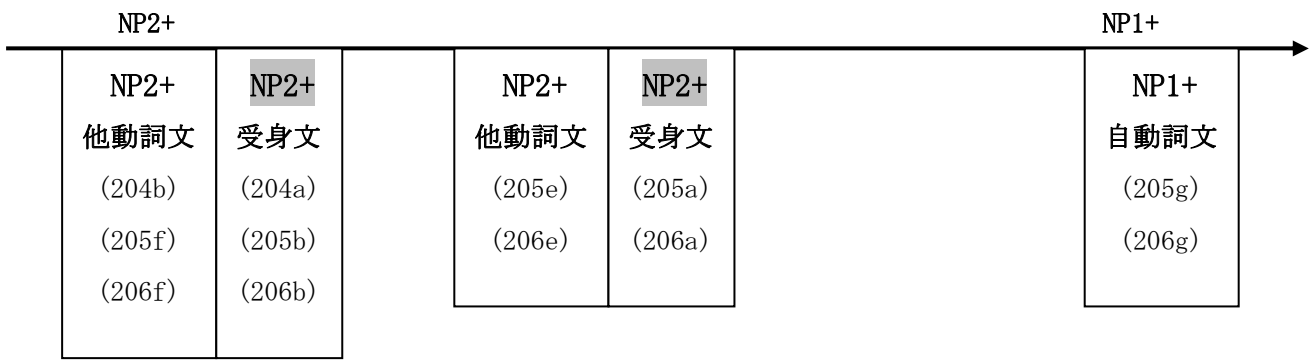 NP2+ NP1+
NP2+ NP2+ NP2+ NP2+ NP1+
他動詞文 受身文 他動詞文 受身文 自動詞文
(204b) (204a) (205e) (205a) (205g)
(205f) (205b) (206e) (206a) (206g)
(206f) (206b)